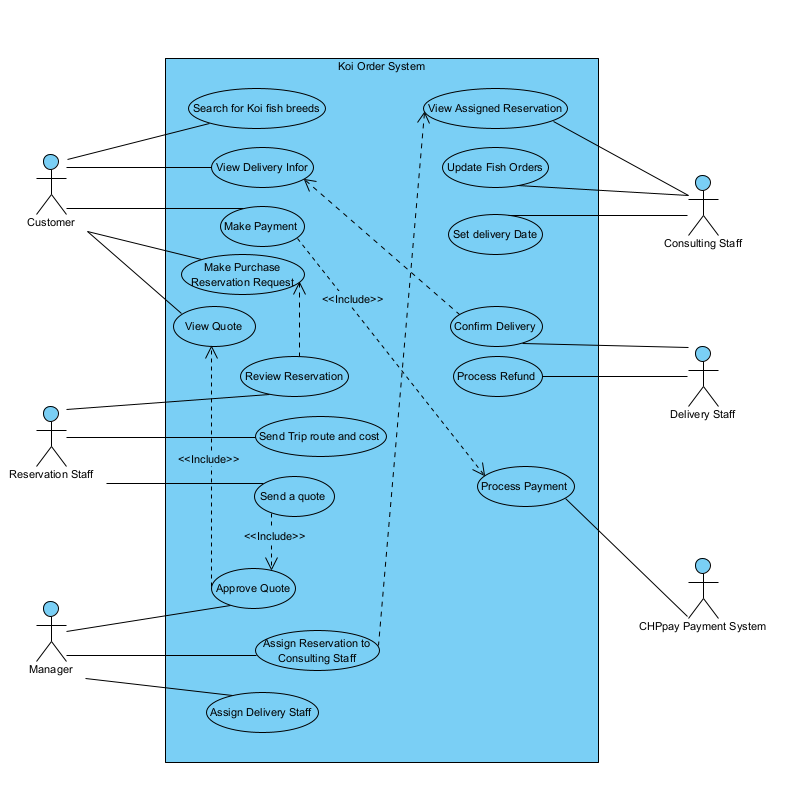 Koi Order System
Search for Koi fish breeds
View Assigned Reservation
View Delivery Infor
Update Fish Orders
Customer
Make Payment
Set delivery Date
Consulting Staff
Make Purchase
Reservation Request
<<Include>>
View Quote
Confirm Delivery
Review Reservation
Process Refund
Delivery Staff
Send Trip route and cost
Reservation Staff
<<Include>>
Send a quote
Process Payment
<<Include>>
Approve Quote
CHPpay Payment System
Manager
Assign Reservation to
Consulting Staff
Assign Delivery Staff